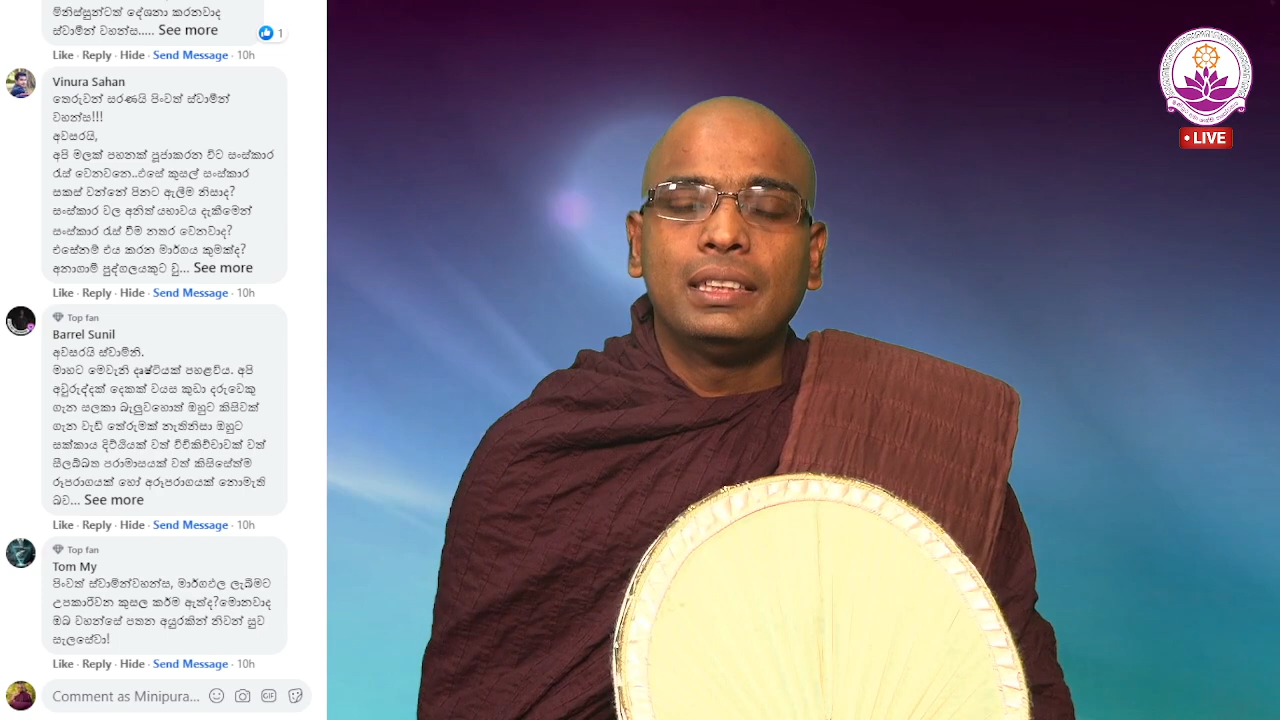 මිනිස්සුන්ටත් දේශනා කරනවාද
ස්වාමීන් වහන්ස..... See more
1
Like · Reply · Hide · Send Message · 10h
Vinura Sahan
තෙරුවන් සරණයි පිංවත් ස්වාමීන්
වහන්ස!!!
අවසරයි,
අපි මලක් පහනක් පූජාකරන විට සංස්කාර
රැස් වෙනවනෙ..එසේ කුසල් සංස්කාර
සකස් වන්නේ පිනට ඇලීම නිසාද?
සංස්කාර වල අනිත් යභාවය දැකීමෙන්
සංස්කාර රැස් වීම නතර වෙනවාද?
එසේනම් එය කරන මාර්ගය කුමක්ද?
අනාගාමී පුද්ගලයකුට වු... See more
Like · Reply · Hide · Send Message · 10h
Top fan
Barrel Sunil
අවසරයි ස්වාමිනි.
මාහට මෙවැනි දෘෂ්ටියක් පහළවිය. අපි
අවුරුද්දක් දෙකක් වයස කුඩා දරුවෙකු
ගැන සලකා බැලුවහොත් ඔහුට කිසිවක්
ගැන වැඩි තේරුමක් නැතිනිසා ඔහුට
සක්කාය දිට්ඨියක් වත් විචිකිච්චාවක් වත්
සීලබ්බත පරාමාසයක් වත් කිසිසේත්ම
රූපරාගයක් හෝ අරූපරාගයක් නොමැති
බව... See more
Like · Reply · Hide · Send Message · 10h
Top fan
Tom My
පිංවත් ස්වාමීන්වහන්ස, මාර්ගඵල ලැබීමට
උපකාරීවන කුසල කර්ම ඇත්ද?මොනවාද
ඔබ වහන්සේ පතන අයුරකින් නිවන් සුව
සැලසේවා!
Like · Reply · Hide · Send Message · 10h
Comment as Minipura...
GIF
LIVE